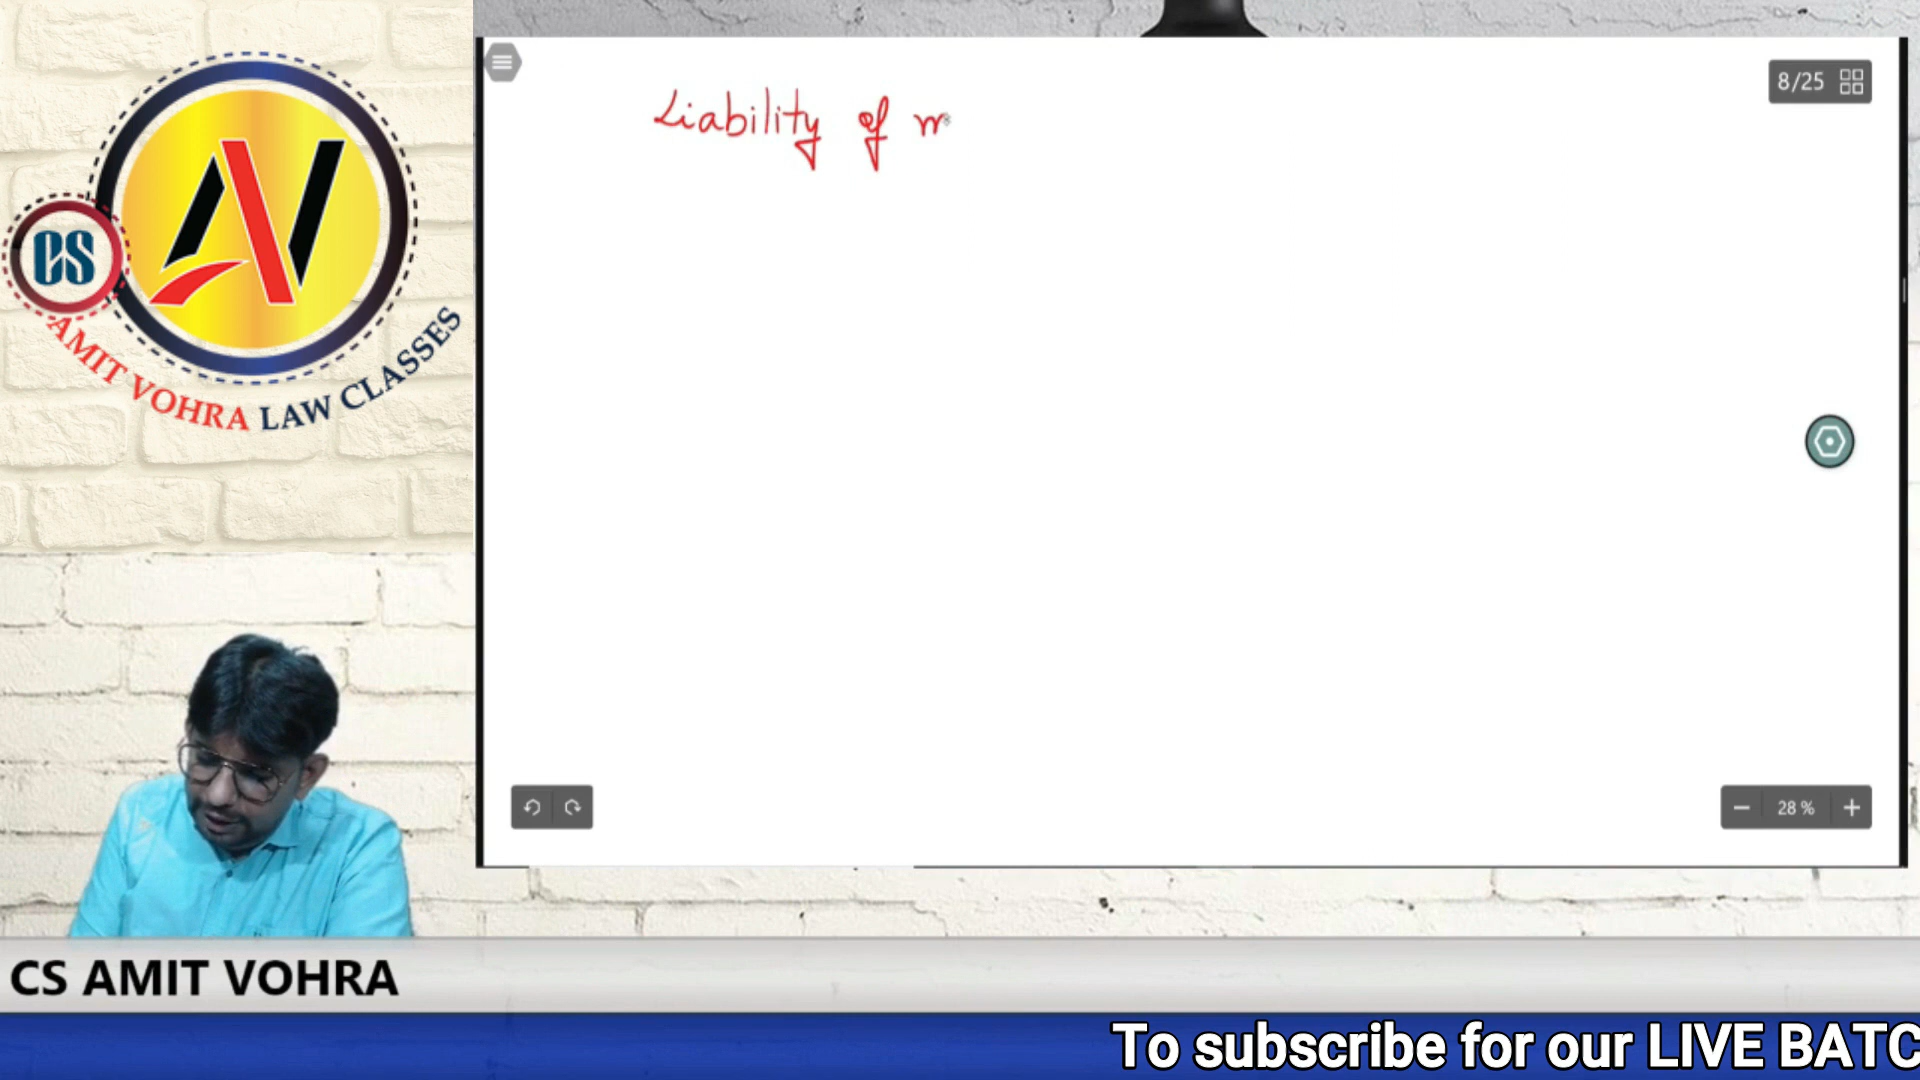 Liability of m
8/25
CS
AV
AMIT VOHRA LAW CLASSES
28 %
CS AMIT VOHRA
To subscribe for our LIVE BATC